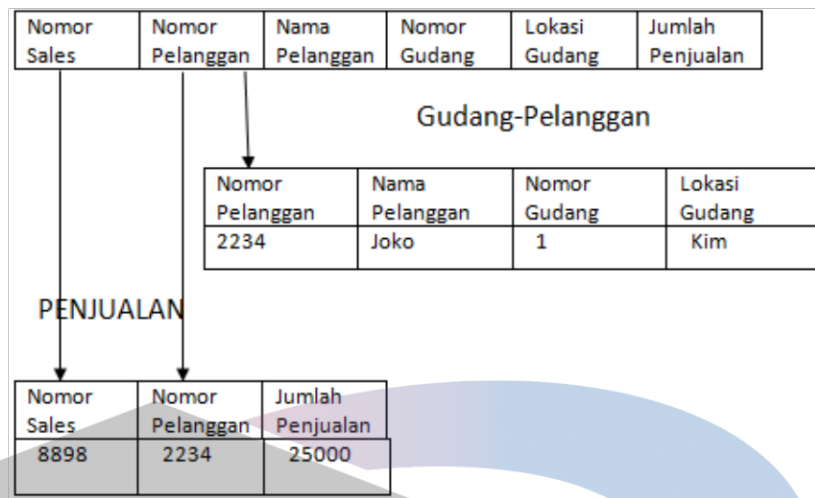 Nomor Nomor Nama Nomor Lokasi Jumlah
Sales Pelanggan Pelanggan Gudang Gudang Penjualan
Gudang-Pelanggan
Nomor Nama Nomor Lokasi
Pelanggan Pelanggan Gudang Gudang
2234 Joko 1 Kim
PENJUALAN
Nomor Nomor Jumlah
Sales Pelanggan Penjualan
8898 2234 25000